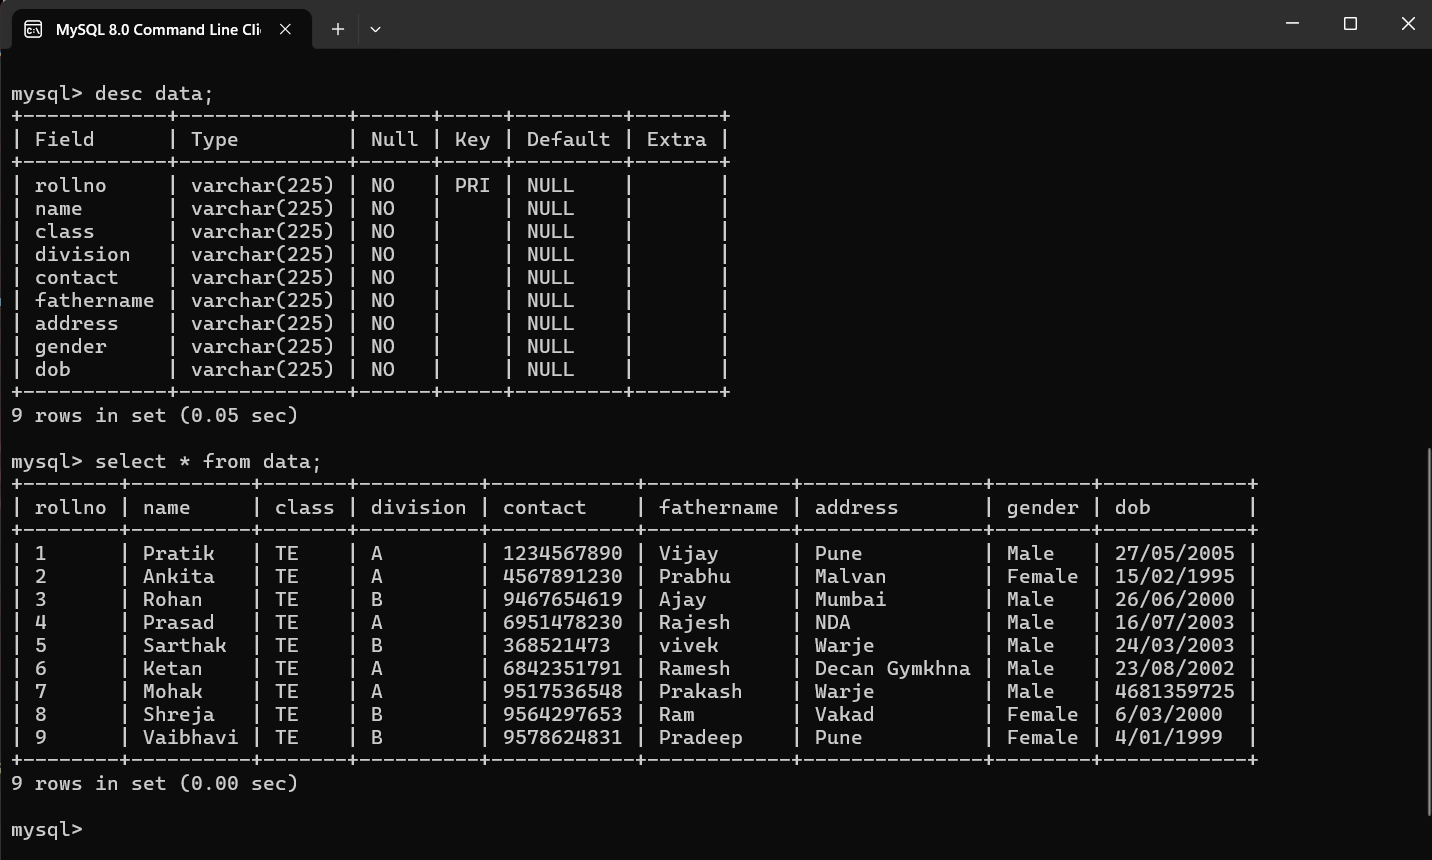 MySQL 8.0 Command Line Cli
mysql> desc data;
+------------+--------------+------+-----+---------+-------+
| Field      | Type         | Null | Key | Default | Extra |
+------------+--------------+------+-----+---------+-------+
| rollno     | varchar(225) | NO   | PRI | NULL    |       |
| name       | varchar(225) | NO   |     | NULL    |       |
| class      | varchar(225) | NO   |     | NULL    |       |
| division   | varchar(225) | NO   |     | NULL    |       |
| contact    | varchar(225) | NO   |     | NULL    |       |
| fathername | varchar(225) | NO   |     | NULL    |       |
| address    | varchar(225) | NO   |     | NULL    |       |
| gender     | varchar(225) | NO   |     | NULL    |       |
| dob        | varchar(225) | NO   |     | NULL    |       |
+------------+--------------+------+-----+---------+-------+
9 rows in set (0.05 sec)
mysql> select * from data;
+--------+----------+-------+----------+------------+------------+---------------+--------+------------+
| rollno | name     | class | division | contact    | fathername | address       | gender | dob        |
+--------+----------+-------+----------+------------+------------+---------------+--------+------------+
| 1      | Pratik   | TE    | A        | 1234567890 | Vijay      | Pune          | Male   | 27/05/2005 |
| 2      | Ankita   | TE    | A        | 4567891230 | Prabhu     | Malvan        | Female | 15/02/1995 |
| 3      | Rohan    | TE    | B        | 9467654619 | Ajay       | Mumbai        | Male   | 26/06/2000 |
| 4      | Prasad   | TE    | A        | 6951478230 | Rajesh     | NDA           | Male   | 16/07/2003 |
| 5      | Sarthak  | TE    | B        | 368521473  | vivek      | Warje         | Male   | 24/03/2003 |
| 6      | Ketan    | TE    | A        | 6842351791 | Ramesh     | Decan Gymkhna | Male   | 23/08/2002 |
| 7      | Mohak    | TE    | A        | 9517536548 | Prakash    | Warje         | Male   | 4681359725 |
| 8      | Shreja   | TE    | B        | 9564297653 | Ram        | Vakad         | Female | 6/03/2000  |
| 9      | Vaibhavi | TE    | B        | 9578624831 | Pradeep    | Pune          | Female | 4/01/1999  |
+--------+----------+-------+----------+------------+------------+---------------+--------+------------+
9 rows in set (0.00 sec)
mysql>